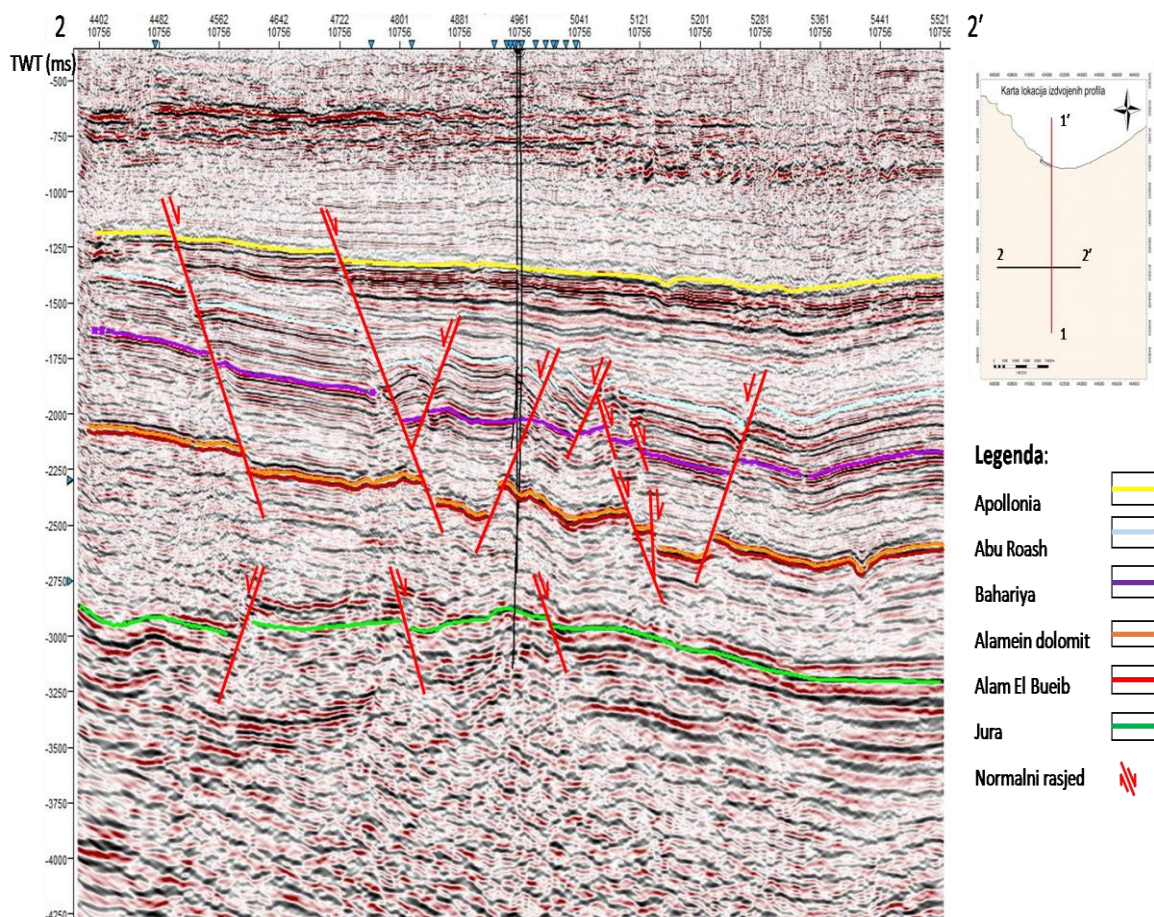 2
4402 4482 4562 4642 4722 4801 4881 4961 5041 5121 5201 5281 5361 5441 5521
10756 10756 10756 10756 10756 10756 10756 10756 10756 10756 10756 10756 10756 10756 10756
2′
TWT (ms)
-500
-750
-1000
-1250
-1500
-1750
-2000
-2250
-2500
-2750
-3000
-3250
-3500
-3750
-4000
-4250
Karta lokacija izdvojenih profila
1′
2 2′
1
Legenda:
Apollonia
Abu Roash
Bahariya
Alamein dolomit
Alam El Bueib
Jura
Normalni rasjed